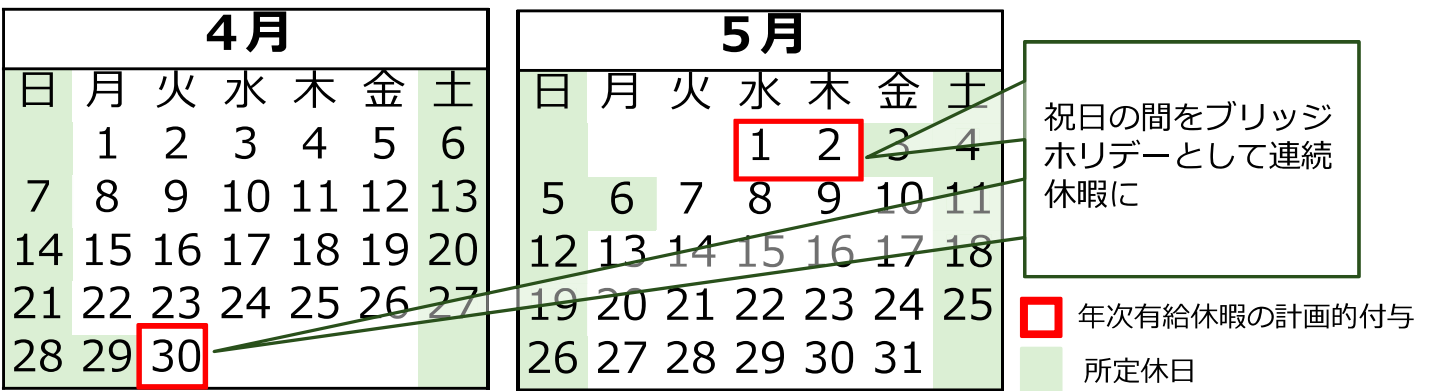 4月
日 月 火 水 木 金 土
1 2 3 4 5 6
7 8 9 10 11 12 13
14 15 16 17 18 19 20
21 22 23 24 25 26 27
28 29 30
5月
日 月 火 水 木 金 土
1 2 3 4
5 6 7 8 9 10 11
12 13 14 15 16 17 18
19 20 21 22 23 24 25
26 27 28 29 30 31
祝日の間をブリッジ
ホリデーとして連続
休暇に
年次有給休暇の計画的付与
所定休日